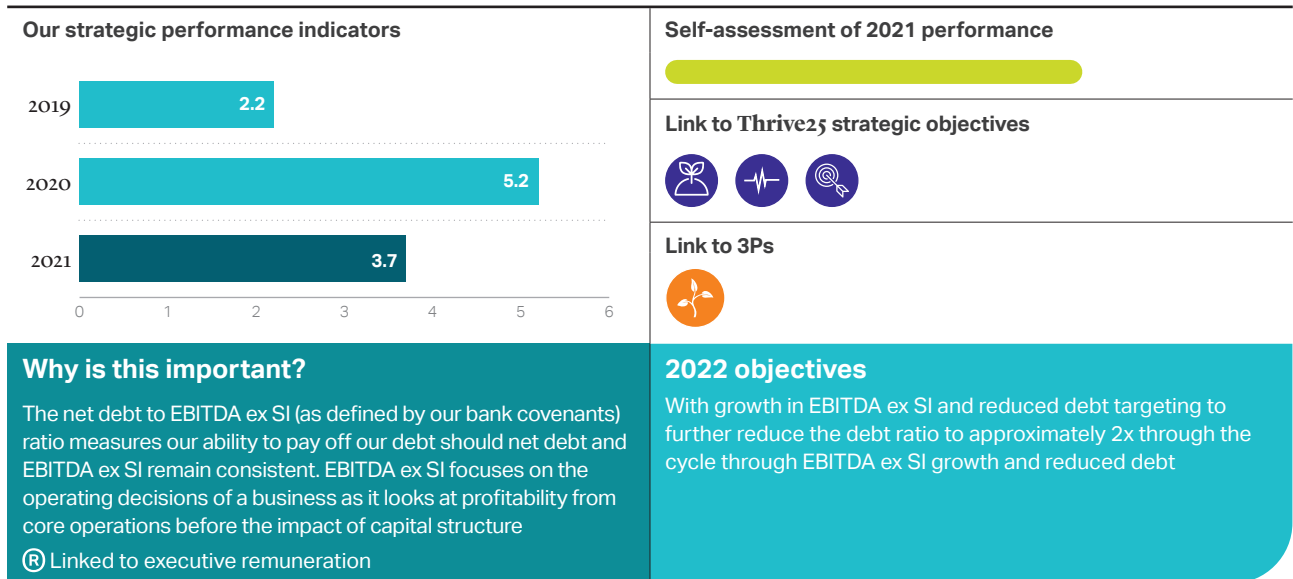 Our strategic performance indicators
2019
2.2
2020
5.2
2021
3.7
0 1 2 3 4 5 6
Self-assessment of 2021 performance
Link to Thrive25 strategic objectives
Link to 3Ps
Why is this important?
The net debt to EBITDA ex SI (as defined by our bank covenants)
ratio measures our ability to pay off our debt should net debt and
EBITDA ex SI remain consistent. EBITDA ex SI focuses on the
operating decisions of a business as it looks at profitability from
core operations before the impact of capital structure
Ⓡ Linked to executive remuneration
2022 objectives
With growth in EBITDA ex SI and reduced debt targeting to
further reduce the debt ratio to approximately 2x through the
cycle through EBITDA ex SI growth and reduced debt